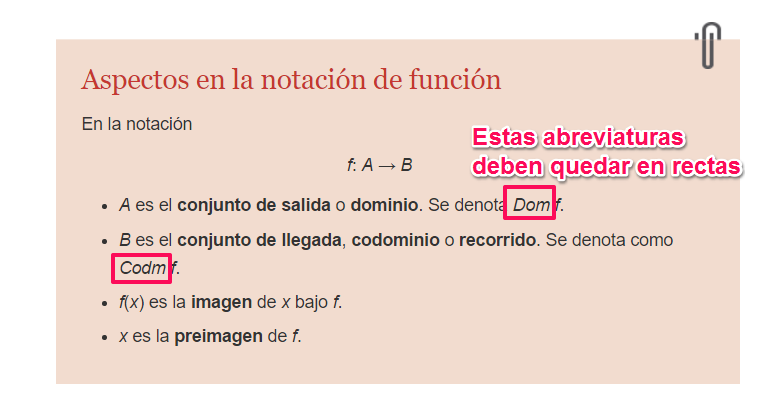 Aspectos en la notación de función
En la notación
Estas abreviaturas
deben quedar en rectas
f: A → B
• A es el conjunto de salida o dominio. Se denota Dom f.
• B es el conjunto de llegada, codominio o recorrido. Se denota como
Codm f.
• f(x) es la imagen de x bajo f.
• x es la preimagen de f.